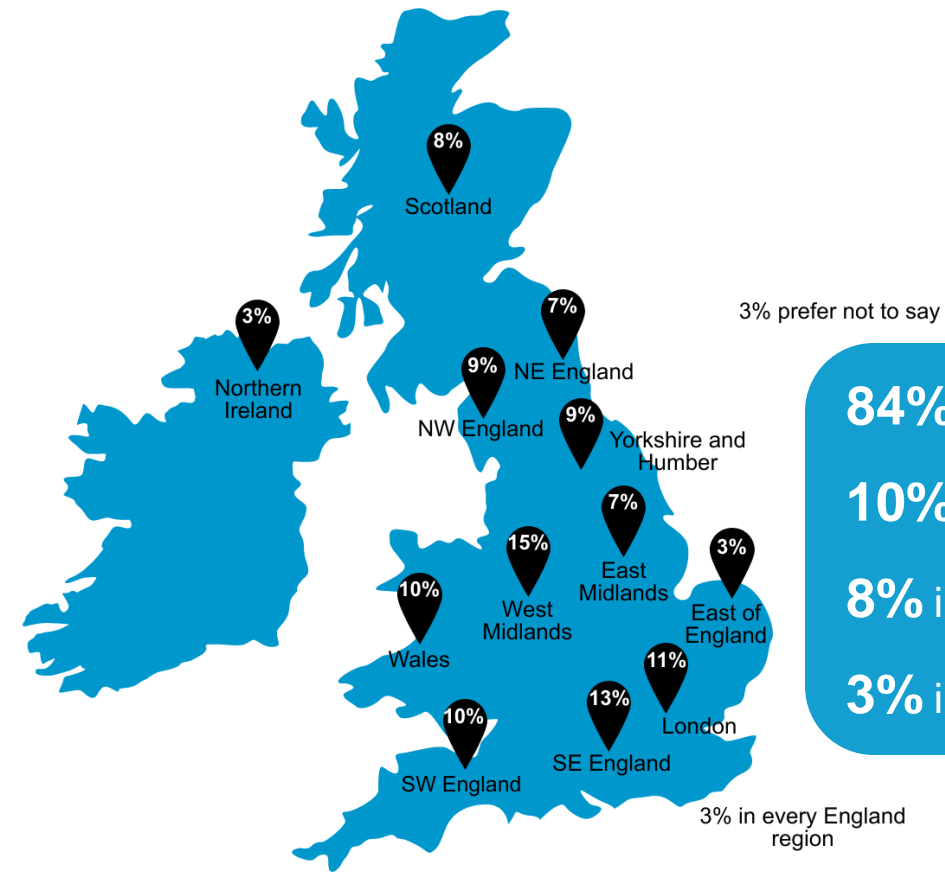 8%
Scotland
3%
Northern
Ireland
7%
NE England
3% prefer not to say
9%
NW England
9%
Yorkshire and
Humber
84%
10%
8% i
3% i
7%
East
Midlands
15%
West
Midlands
3%
East of
England
10%
Wales
11%
London
13%
SE England
10%
SW England
3% in every England
region